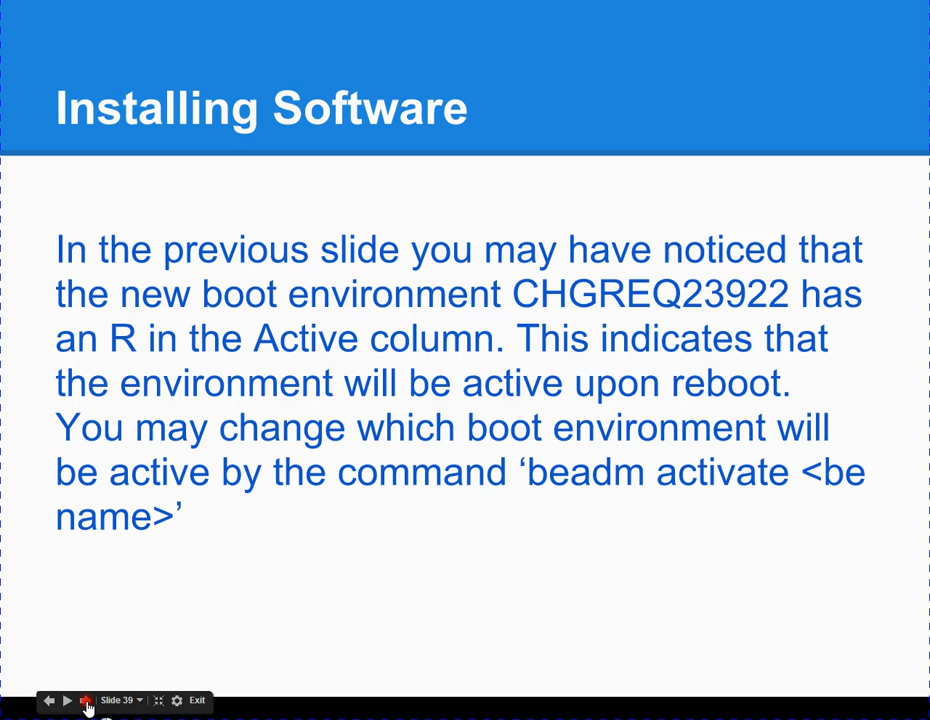 Installing Software
In the previous slide you may have noticed that
the new boot environment CHGREQ23922 has
an R in the Active column. This indicates that
the environment will be active upon reboot.
You may change which boot environment will
be active by the command ‘beadm activate <be
name>’
Slide 39 Exit